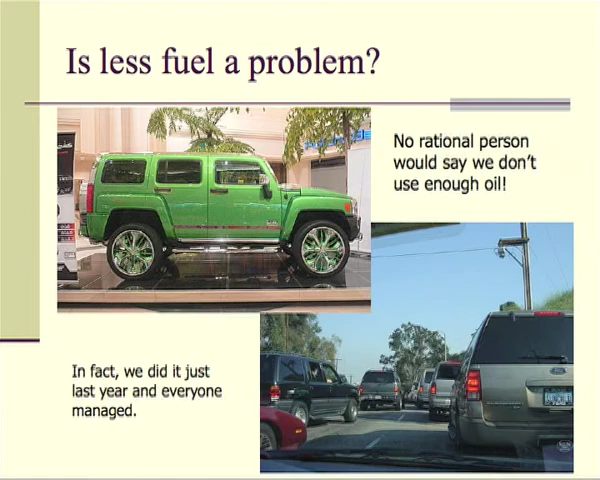 Is less fuel a problem?
No rational person
would say we don't
use enough oil!
In fact, we did it just
last year and everyone
managed.